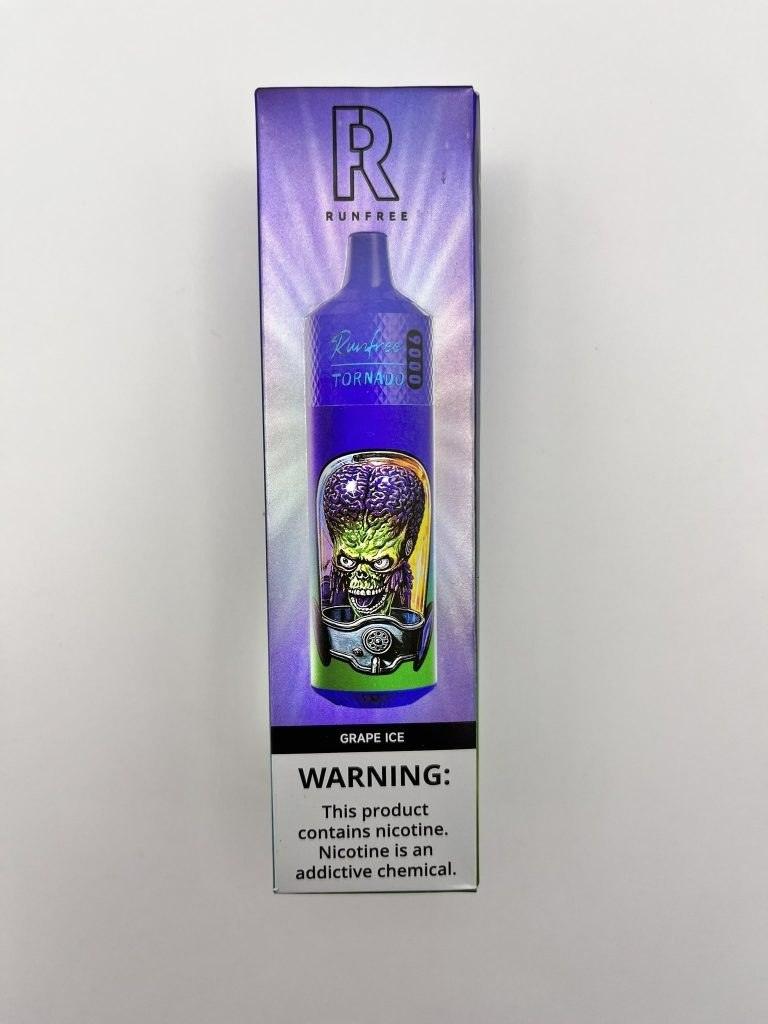 R
RUNFREE
Runfree
TORNADO
9000
GRAPE ICE
WARNING:
This product
contains nicotine.
Nicotine is an
addictive chemical.